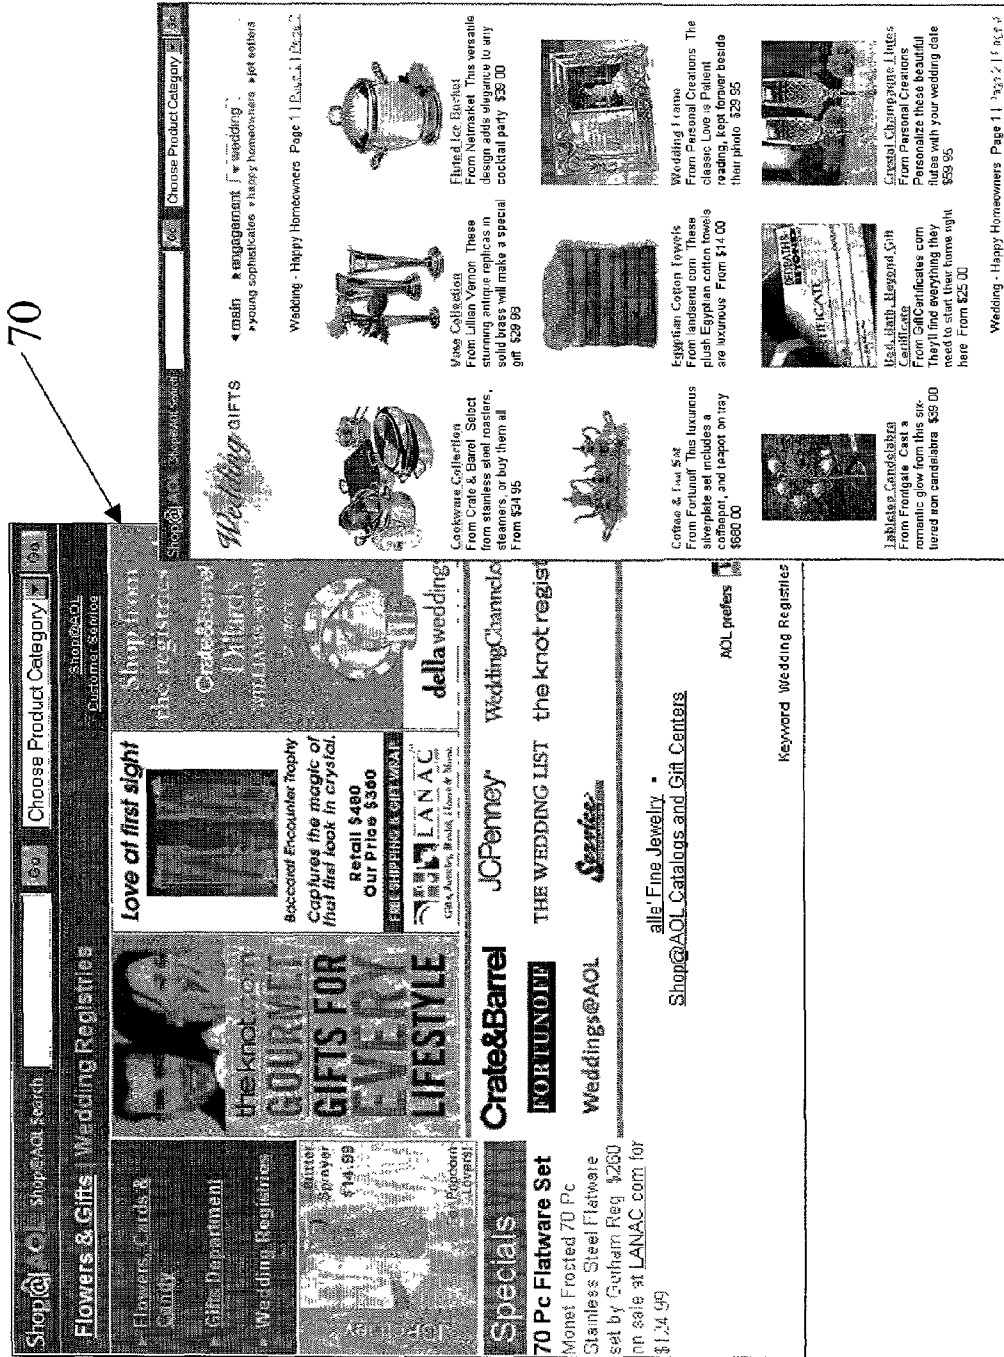 70
Shop@ Shop@AOL Search Go Choose Product Category Go
Flowers & Gifts | Wedding Registries
Shop@AOL
Customer Service
Flowers, Cards &
Candy
Gifts Department
Wedding Registries
Butter
Sprayer
$14.99
Popcorn
Lovers!
JCPenney
Specials
70 Pc Flatware Set
Monet Frosted 70 Pc
Stainless Steel Flatware
set by Gorham Reg $260
on sale at LANAC com for
$124 99
theknot.com
GOURMET
GIFTS FOR
EVERY
LIFESTYLE
Love at first sight
Baccarat Encounter Trophy
Captures the magic of
that first look in crystal.
Retail $480
Our Price $360
FREE SHIPPING & GIFT WRAP
LANAC
Shop from
the registries
Crate&Barrel
Dillard's
della wedding
Crate&Barrel
JCPenney
WeddingChannel.c
FORTUNOFF
THE WEDDING LIST
the knot regist
Weddings@AOL
Service
alle' Fine Jewelry
Shop@AOL Catalogs and Gift Centers
AOL prefers
Keyword Wedding Registries
Shop@AOL Shop@AOL Search Go Choose Product Category Go
Wedding GIFTS
main engagement wedding
young sophisticates happy homeowners jet setters
Wedding - Happy Homeowners Page 1 | Page 2
Cookware Collection
From Crate & Barrel Select
from stainless steel roasters,
steamers, or buy them all
From $34 95
Vase Collection
From Lillian Vernon These
stunning antique replicas in
solid brass will make a special
gift $29 98
Fluted Ice Bucket
From Netmarket This versatile
design adds elegance to any
cocktail party $39 00
Coffee & Tea Set
From Fortunoff This luxurious
silverplate set includes a
coffeepot, and teapot on tray
$680 00
Egyptian Cotton Towels
From landsend com These
plush Egyptian cotton towels
are luxurious From $14 00
Wedding Frame
From Personal Creations The
classic Love is Patient
reading, kept forever beside
their photo $29 95
Tabletop Candelabra
From Frontgate Cast a
romantic glow from this six-
tiered iron candelabra $39 00
BED BATH &
BEYOND
Bed, Bath & Beyond Gift
Certificate
From GiftCertificates com
They'll find everything they
need to start their home right
here From $25 00
Crystal Champagne Flutes
From Personal Creations
Personalize these beautiful
flutes with your wedding date
$59 95
Wedding - Happy Homeowners Page 1 | Page 2 | Page 3